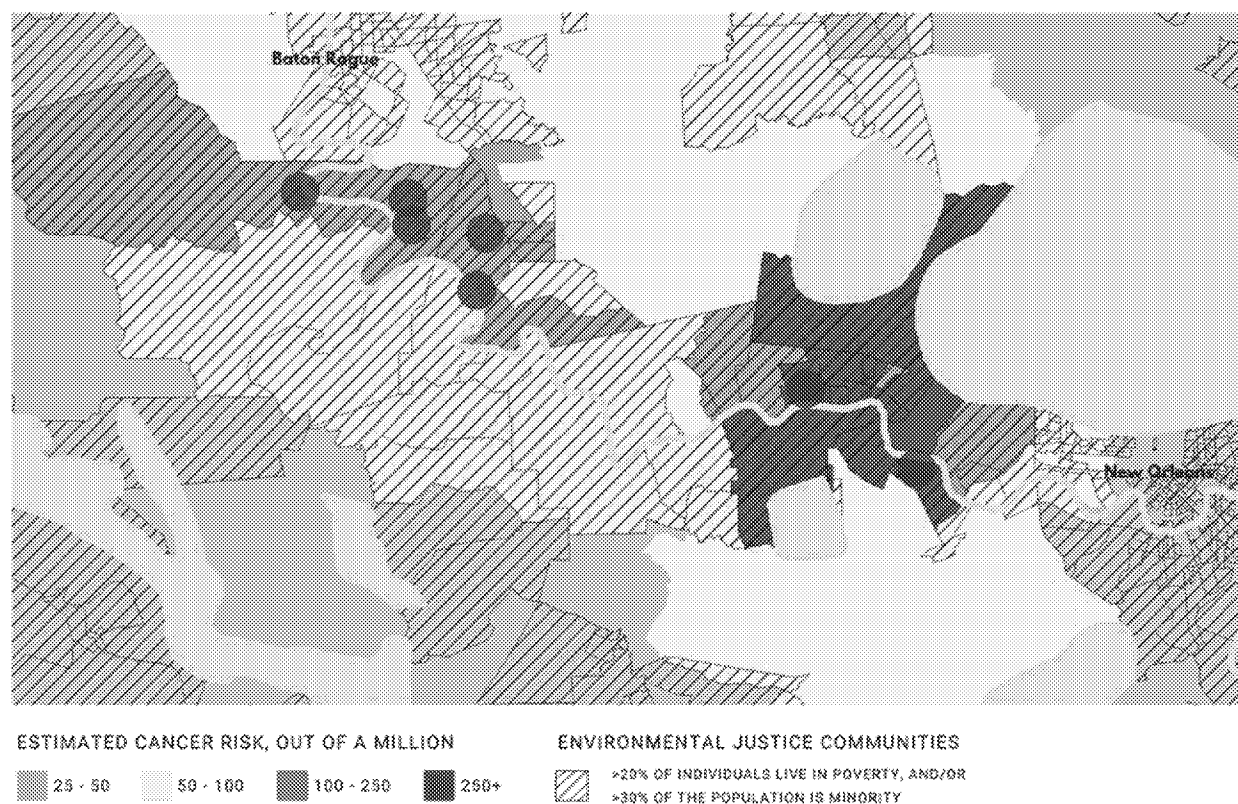 Baton Rogue
New Orleans
ESTIMATED CANCER RISK, OUT OF A MILLION
25 - 50
50 - 100
100 - 250
250+
ENVIRONMENTAL JUSTICE COMMUNITIES
>20% OF INDIVIDUALS LIVE IN POVERTY, AND/OR
>30% OF THE POPULATION IS MINORITY